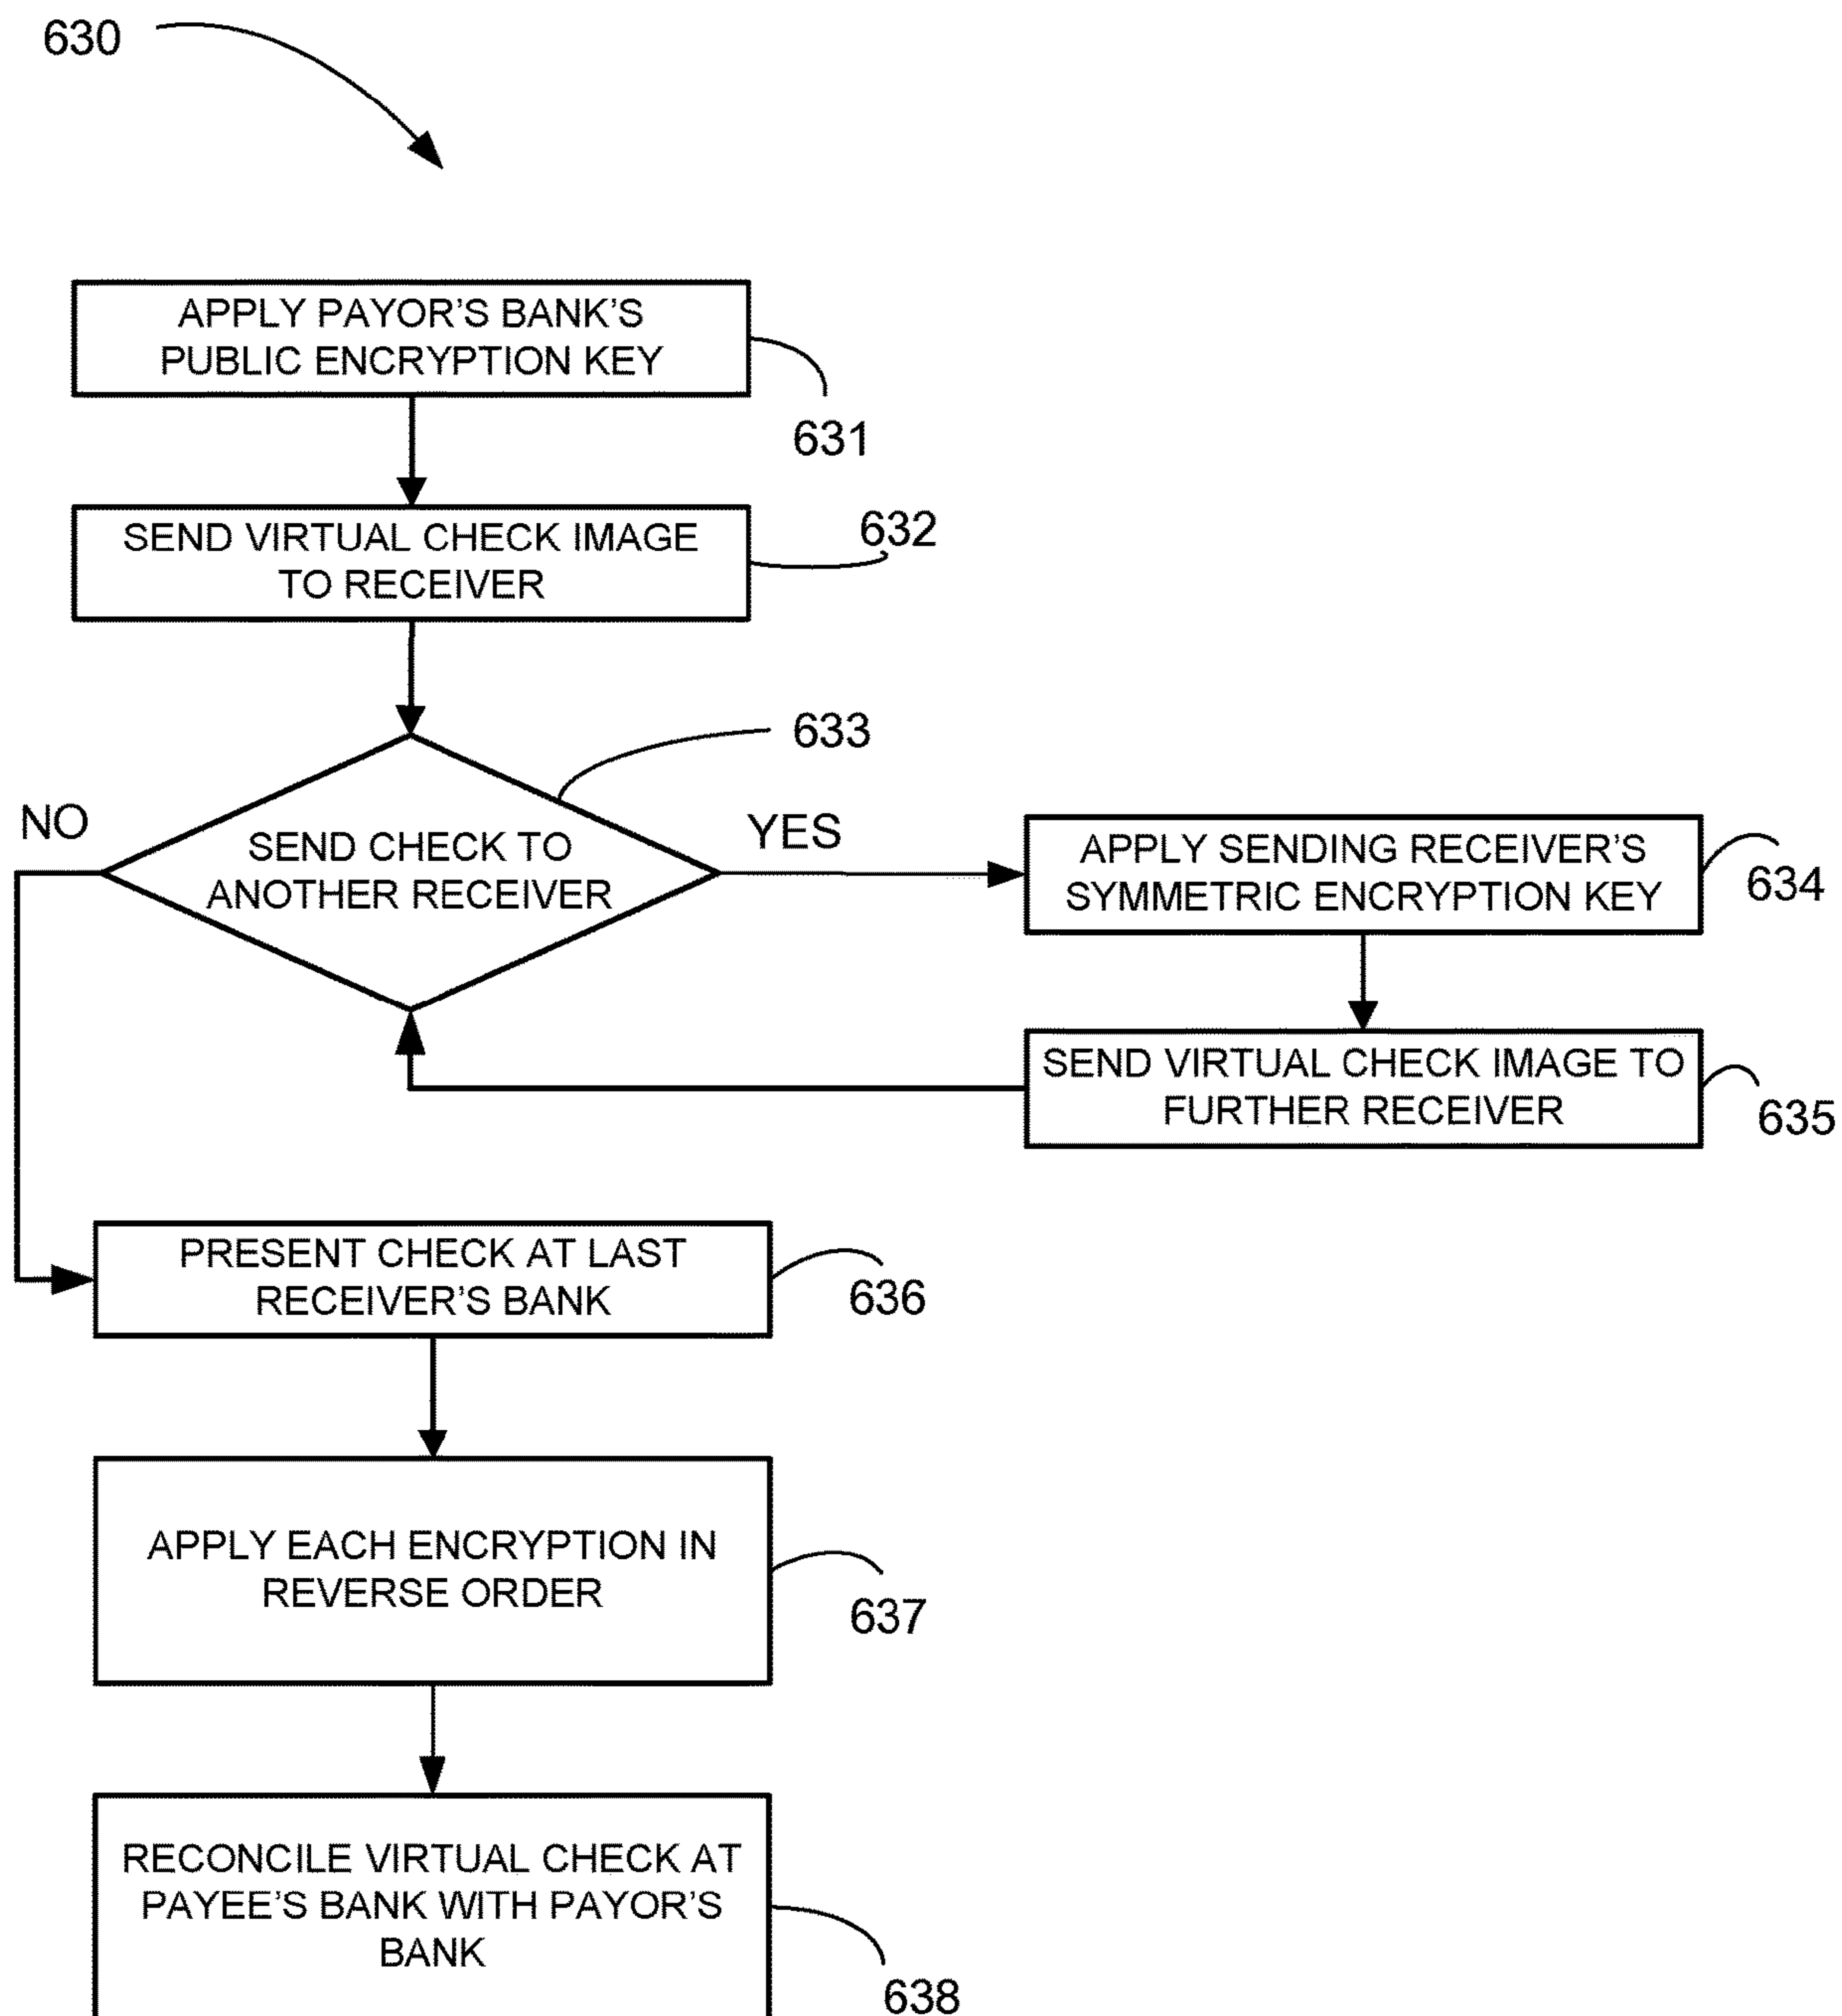 630
APPLY PAYOR'S BANK'S
PUBLIC ENCRYPTION KEY
631
SEND VIRTUAL CHECK IMAGE
TO RECEIVER
632
633
NO
SEND CHECK TO
ANOTHER RECEIVER
YES
APPLY SENDING RECEIVER'S
SYMMETRIC ENCRYPTION KEY
634
SEND VIRTUAL CHECK IMAGE TO
FURTHER RECEIVER
635
PRESENT CHECK AT LAST
RECEIVER'S BANK
636
APPLY EACH ENCRYPTION IN
REVERSE ORDER
637
RECONCILE VIRTUAL CHECK AT
PAYEE'S BANK WITH PAYOR'S
BANK
638